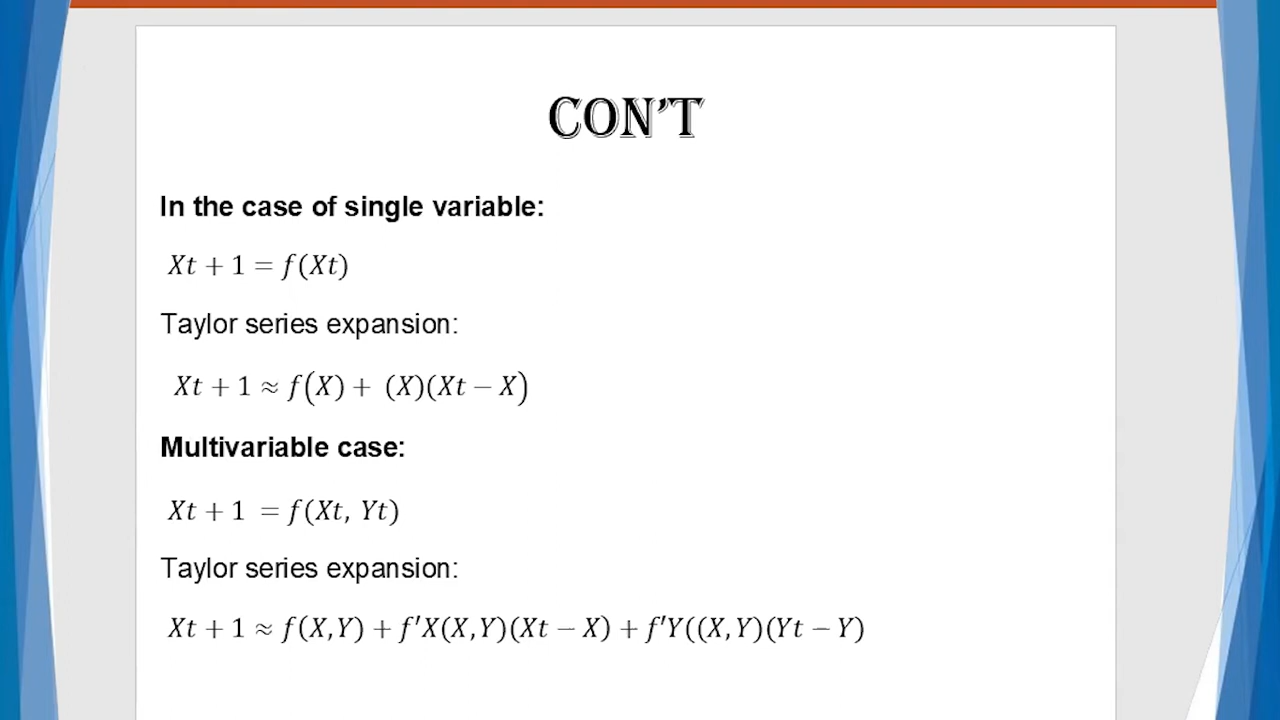 CON'T
In the case of single variable:
Xt + 1 = f(Xt)
Taylor series expansion:
Xt + 1 ≈ f(X) + (X)(Xt − X)
Multivariable case:
Xt + 1 = f(Xt, Yt)
Taylor series expansion:
Xt + 1 ≈ f(X,Y) + f′X(X,Y)(Xt − X) + f′Y((X,Y)(Yt − Y)